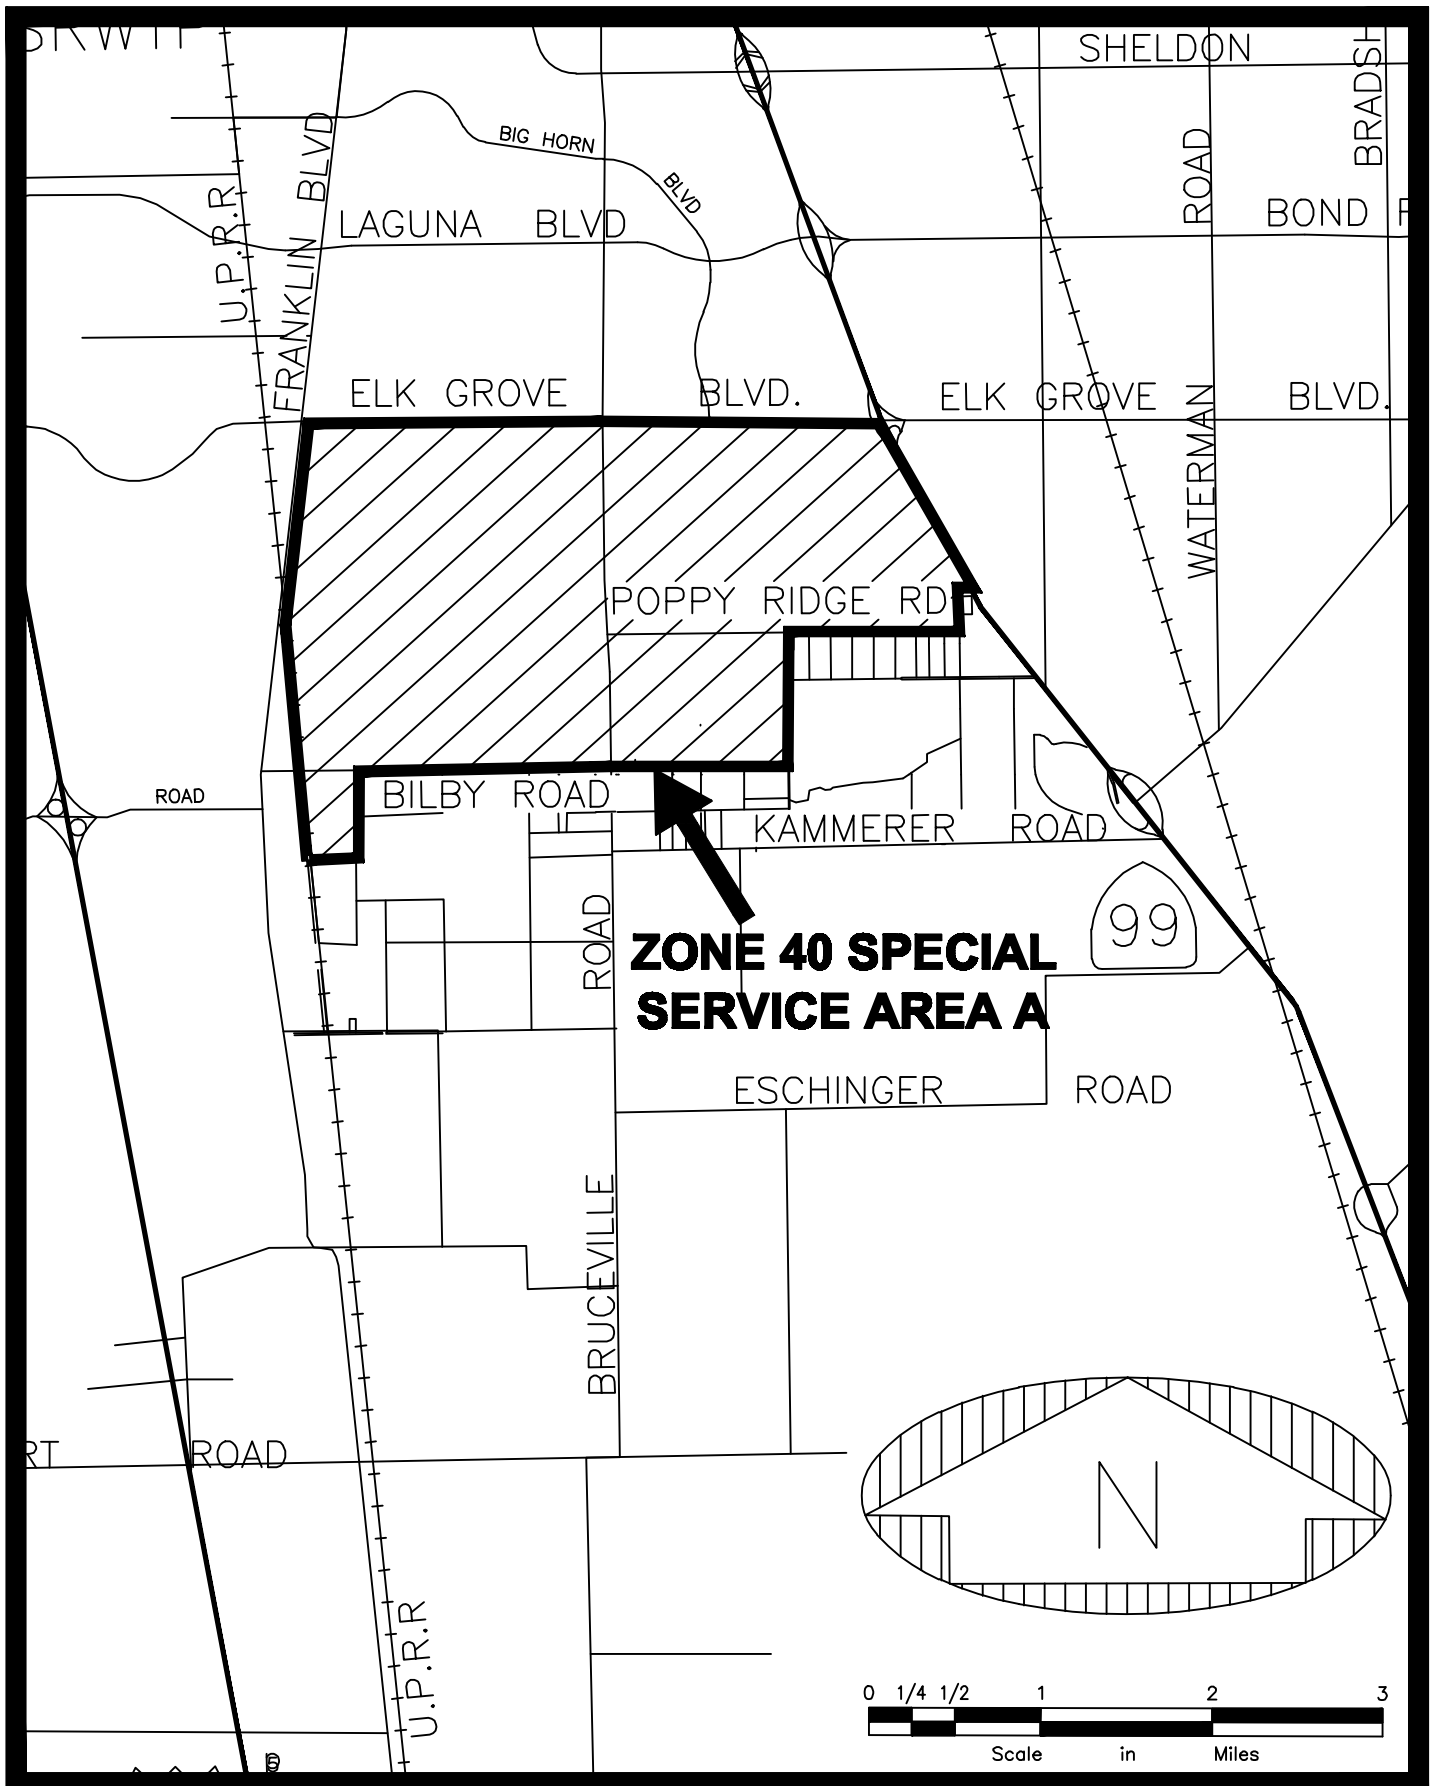 SRWTP
SHELDON
BRADSH
BIG HORN
BLVD
ROAD
FRANKLIN BLVD
U.P.R.R
LAGUNA BLVD
BOND R
ELK GROVE BLVD.
ELK GROVE BLVD.
WATERMAN
POPPY RIDGE RD
ROAD
BILBY ROAD
KAMMERER ROAD
99
ROAD
ZONE 40 SPECIAL
SERVICE AREA A
ESCHINGER ROAD
BRUCEVILLE
RT ROAD
N
U.P.R.R
0 1/4 1/2 1 2 3
Scale in Miles